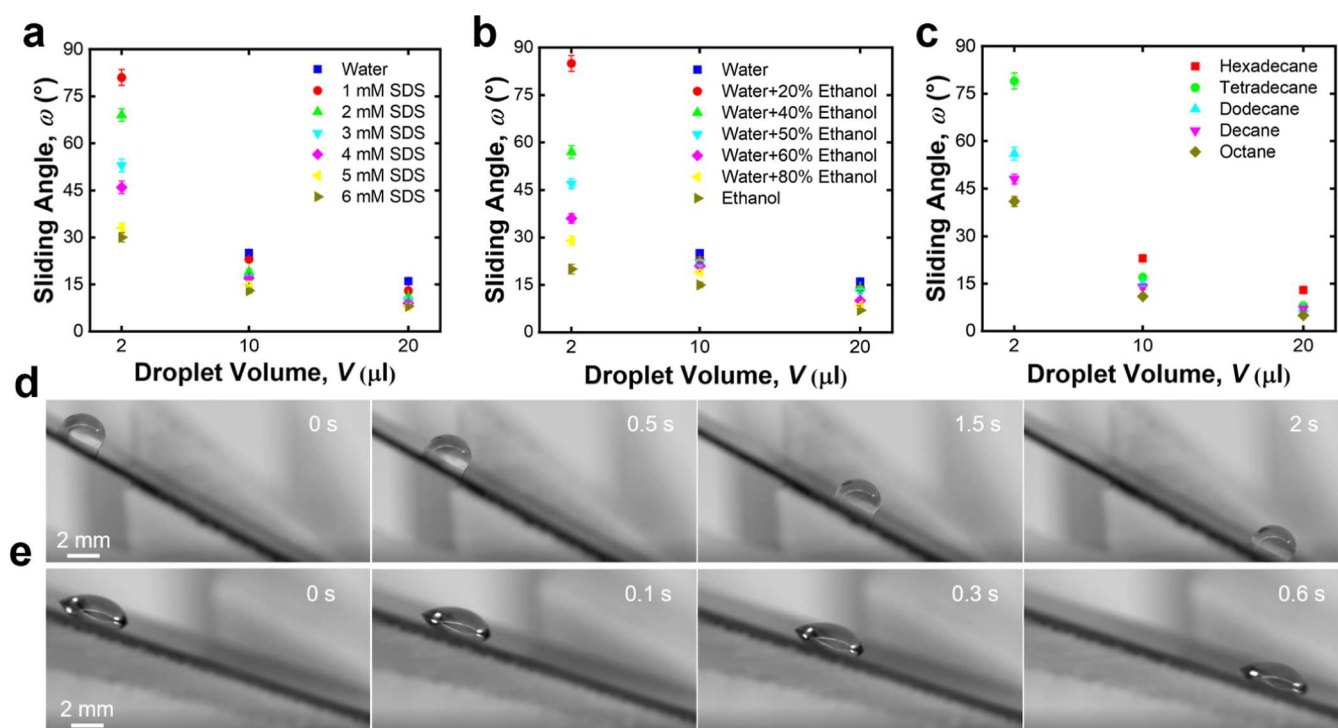 a
90
75
60
45
30
15
0
Sliding Angle, ω (°)
Water
1 mM SDS
2 mM SDS
3 mM SDS
4 mM SDS
5 mM SDS
6 mM SDS
2
10
20
Droplet Volume, V (μl)
b
90
75
60
45
30
15
0
Sliding Angle, ω (°)
Water
Water+20% Ethanol
Water+40% Ethanol
Water+50% Ethanol
Water+60% Ethanol
Water+80% Ethanol
Ethanol
2
10
20
Droplet Volume, V (μl)
c
90
75
60
45
30
15
0
Sliding Angle, ω (°)
Hexadecane
Tetradecane
Dodecane
Decane
Octane
2
10
20
Droplet Volume, V (μl)
d
0 s
0.5 s
1.5 s
2 s
2 mm
e
0 s
0.1 s
0.3 s
0.6 s
2 mm